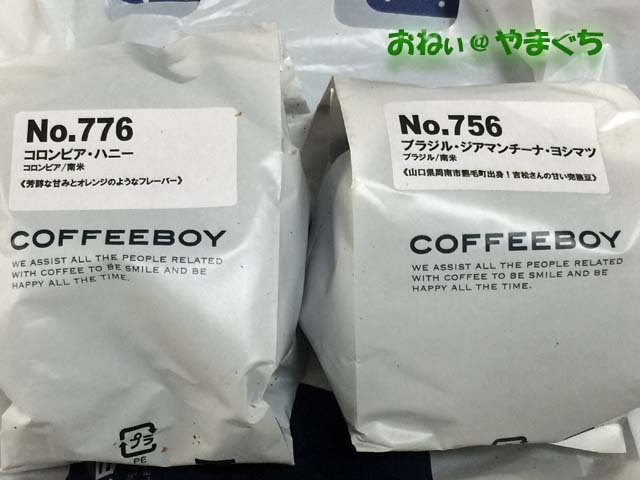 おねぃ@やまぐち
No.776
コロンビア・ハニー
コロンビア/南米
《芳醇な甘みとオレンジのようなフレーバー》
COFFEEBOY
WE ASSIST ALL THE PEOPLE RELATED
WITH COFFEE TO BE SMILE AND BE
HAPPY ALL THE TIME.
プラ
PE
No.756
ブラジル・ジアマンチーナ・ヨシマツ
ブラジル/南米
《山口県周南市熊毛町出身！吉松さんの甘い完熟豆》
COFFEEBOY
WE ASSIST ALL THE PEOPLE RELATED
WITH COFFEE TO BE SMILE AND BE
HAPPY ALL THE TIME.
プラ
PE